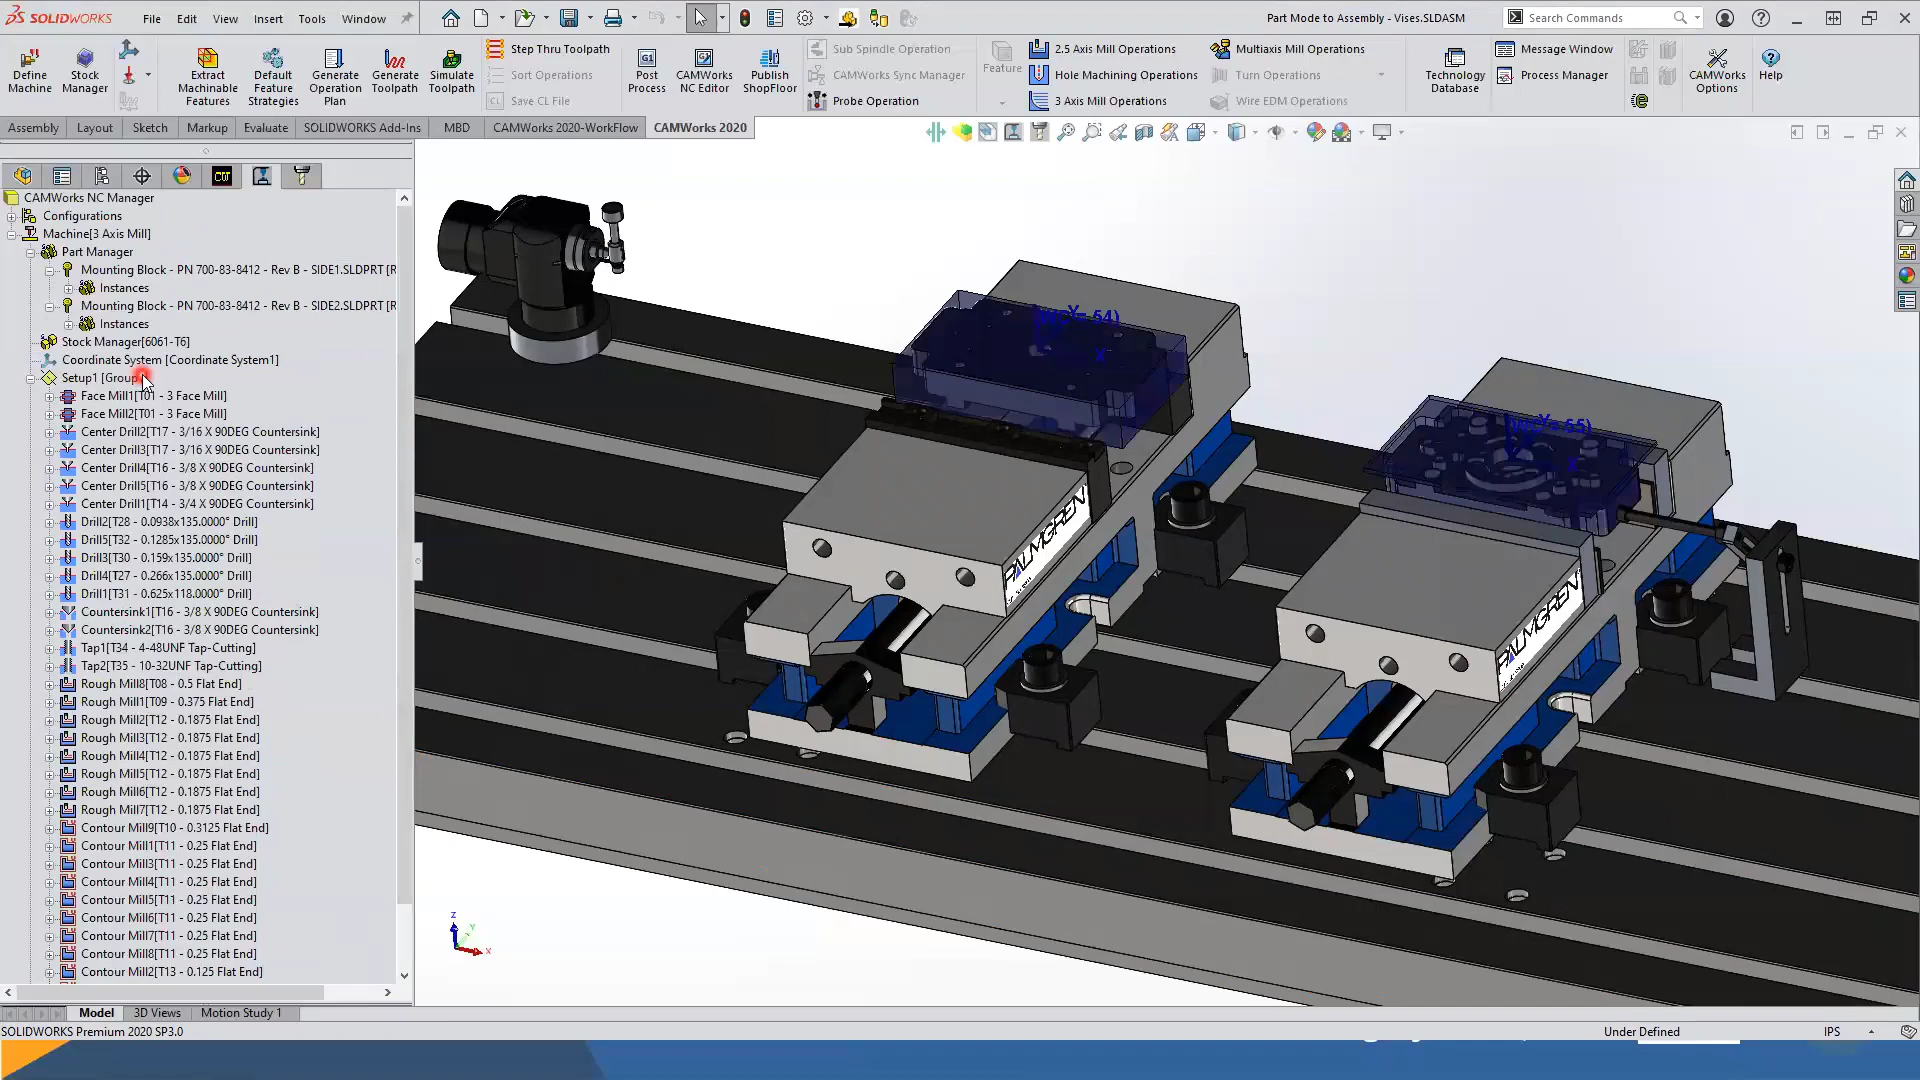 SOLIDWORKS
File Edit View Insert Tools Window
Part Mode to Assembly - Vises.SLDASM
Search Commands
Define Machine
Stock Manager
Extract Machinable Features
Default Feature Strategies
Generate Operation Plan
Generate Toolpath
Simulate Toolpath
Step Thru Toolpath
Sort Operations
Save CL File
Post Process
CAMWorks NC Editor
Publish ShopFloor
Sub Spindle Operation
CAMWorks Sync Manager
Probe Operation
Feature
2.5 Axis Mill Operations
Hole Machining Operations
3 Axis Mill Operations
Multiaxis Mill Operations
Turn Operations
Wire EDM Operations
Technology Database
Message Window
Process Manager
CAMWorks Options
Help
Assembly Layout Sketch Markup Evaluate SOLIDWORKS Add-Ins MBD CAMWorks 2020-WorkFlow CAMWorks 2020
CAMWorks NC Manager
Configurations
Machine[3 Axis Mill]
Part Manager
Mounting Block - PN 700-83-8412 - Rev B - SIDE1.SLDPRT [R
Instances
Mounting Block - PN 700-83-8412 - Rev B - SIDE2.SLDPRT [R
Instances
Stock Manager[6061-T6]
Coordinate System [Coordinate System1]
Setup1 [Group
Face Mill1[T01 - 3 Face Mill]
Face Mill2[T01 - 3 Face Mill]
Center Drill2[T17 - 3/16 X 90DEG Countersink]
Center Drill3[T17 - 3/16 X 90DEG Countersink]
Center Drill4[T16 - 3/8 X 90DEG Countersink]
Center Drill5[T16 - 3/8 X 90DEG Countersink]
Center Drill1[T14 - 3/4 X 90DEG Countersink]
Drill2[T28 - 0.0938x135.0000° Drill]
Drill5[T32 - 0.1285x135.0000° Drill]
Drill3[T30 - 0.159x135.0000° Drill]
Drill4[T27 - 0.266x135.0000° Drill]
Drill1[T31 - 0.625x118.0000° Drill]
Countersink1[T16 - 3/8 X 90DEG Countersink]
Countersink2[T16 - 3/8 X 90DEG Countersink]
Tap1[T34 - 4-48UNF Tap-Cutting]
Tap2[T35 - 10-32UNF Tap-Cutting]
Rough Mill8[T08 - 0.5 Flat End]
Rough Mill1[T09 - 0.375 Flat End]
Rough Mill2[T12 - 0.1875 Flat End]
Rough Mill3[T12 - 0.1875 Flat End]
Rough Mill4[T12 - 0.1875 Flat End]
Rough Mill5[T12 - 0.1875 Flat End]
Rough Mill6[T12 - 0.1875 Flat End]
Rough Mill7[T12 - 0.1875 Flat End]
Contour Mill9[T10 - 0.3125 Flat End]
Contour Mill1[T11 - 0.25 Flat End]
Contour Mill3[T11 - 0.25 Flat End]
Contour Mill4[T11 - 0.25 Flat End]
Contour Mill5[T11 - 0.25 Flat End]
Contour Mill6[T11 - 0.25 Flat End]
Contour Mill7[T11 - 0.25 Flat End]
Contour Mill8[T11 - 0.25 Flat End]
Contour Mill2[T13 - 0.125 Flat End]
PALMGREN
PALMGREN
Z
Y
X
Model 3D Views Motion Study 1
SOLIDWORKS Premium 2020 SP3.0
Under Defined
IPS